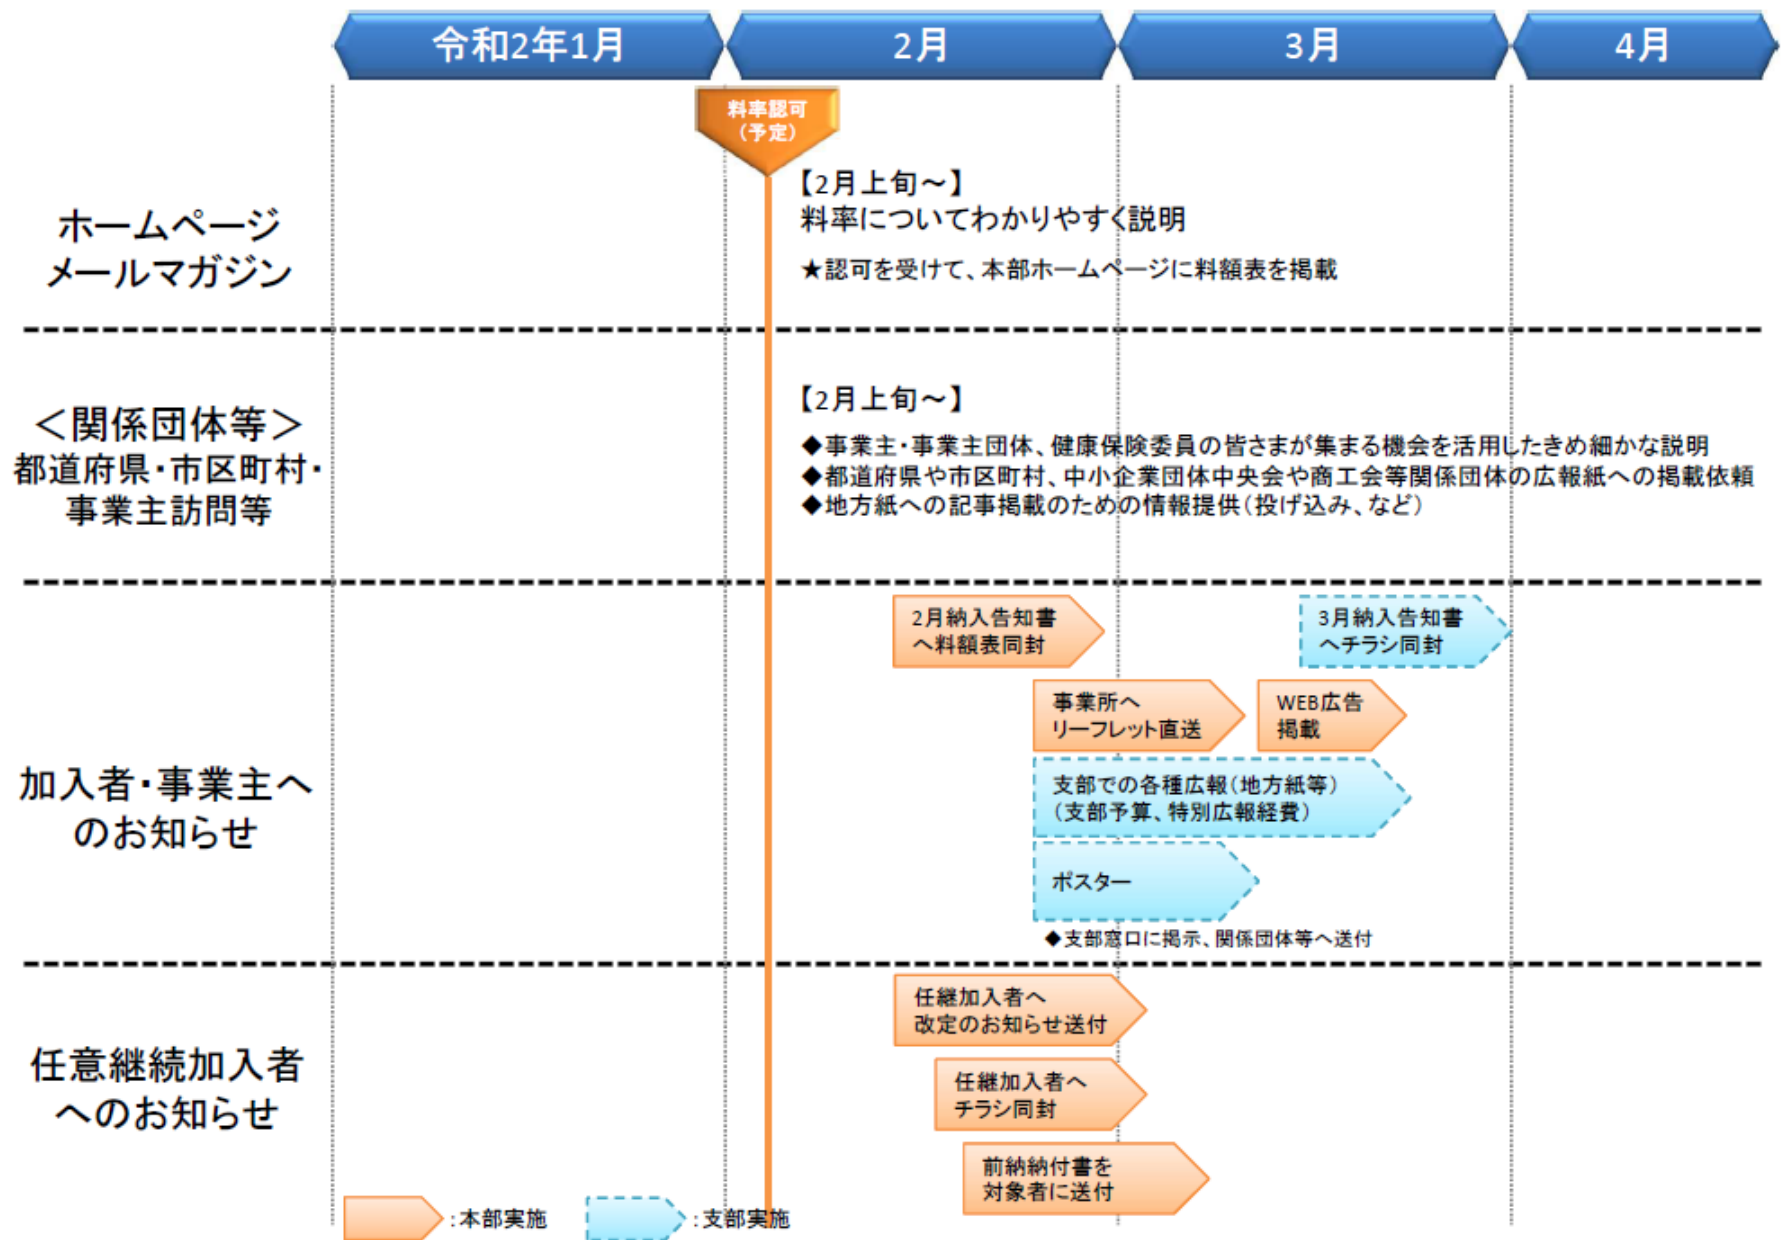 令和2年1月
2月
3月
4月
料率認可
（予定）
ホームページ
メールマガジン
【2月上旬～】
料率についてわかりやすく説明
★認可を受けて、本部ホームページに料額表を掲載
＜関係団体等＞
都道府県・市区町村・
事業主訪問等
【2月上旬～】
◆事業主・事業主団体、健康保険委員の皆さまが集まる機会を活用したきめ細かな説明
◆都道府県や市区町村、中小企業団体中央会や商工会等関係団体の広報紙への掲載依頼
◆地方紙への記事掲載のための情報提供（投げ込み、など）
加入者・事業主へ
のお知らせ
2月納入告知書
へ料額表同封
3月納入告知書
へチラシ同封
事業所へ
リーフレット直送
WEB広告
掲載
支部での各種広報（地方紙等）
（支部予算、特別広報経費）
ポスター
◆支部窓口に掲示、関係団体等へ送付
任意継続加入者
へのお知らせ
任継加入者へ
改定のお知らせ送付
任継加入者へ
チラシ同封
前納納付書を
対象者に送付
：本部実施
：支部実施